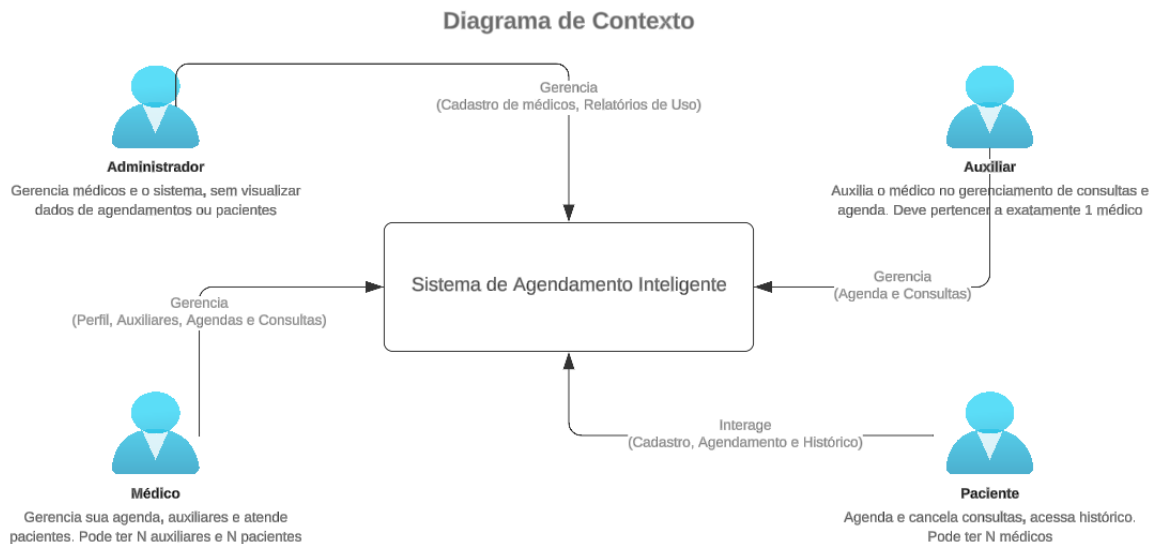 Diagrama de Contexto
Gerencia
(Cadastro de médicos, Relatórios de Uso)
Administrador
Gerencia médicos e o sistema, sem visualizar
dados de agendamentos ou pacientes
Auxiliar
Auxilia o médico no gerenciamento de consultas e
agenda. Deve pertencer a exatamente 1 médico
Sistema de Agendamento Inteligente
Gerencia
(Perfil, Auxiliares, Agendas e Consultas)
Gerencia
(Agenda e Consultas)
Interage
(Cadastro, Agendamento e Histórico)
Médico
Gerencia sua agenda, auxiliares e atende
pacientes. Pode ter N auxiliares e N pacientes
Paciente
Agenda e cancela consultas, acessa histórico.
Pode ter N médicos